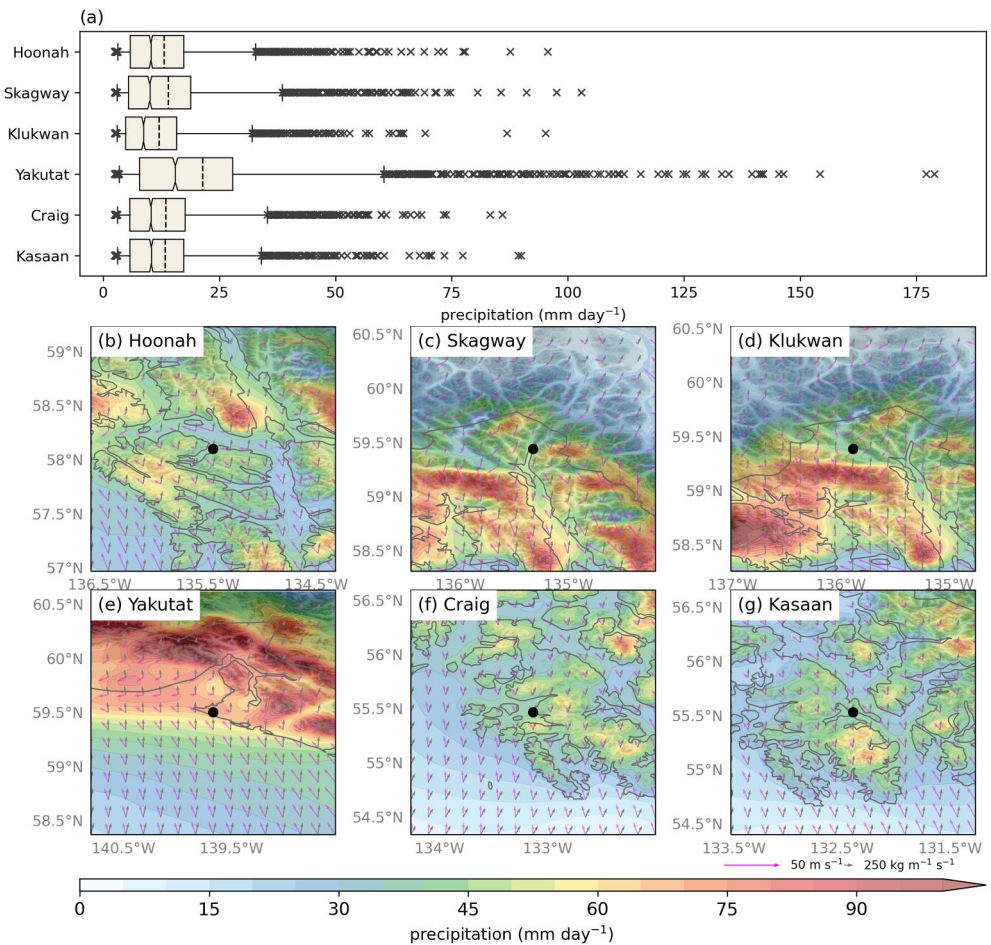 (a)
Hoonah
Skagway
Klukwan
Yakutat
Craig
Kasaan
0 25 50 75 100 125 150 175
precipitation (mm day⁻¹)
(b) Hoonah
59°N
58.5°N
58°N
57.5°N
57°N
136.5°W 135.5°W 134.5°W
(c) Skagway
60.5°N
60°N
59.5°N
59°N
58.5°N
136°W 135°W
(d) Klukwan
60.5°N
60°N
59.5°N
59°N
58.5°N
137°W 136°W 135°W
(e) Yakutat
60.5°N
60°N
59.5°N
59°N
58.5°N
140.5°W 139.5°W
(f) Craig
56.5°N
56°N
55.5°N
55°N
54.5°N
134°W 133°W
(g) Kasaan
56.5°N
56°N
55.5°N
55°N
54.5°N
133.5°W 132.5°W 131.5°W
50 m s⁻¹ 250 kg m⁻¹ s⁻¹
0 15 30 45 60 75 90
precipitation (mm day⁻¹)